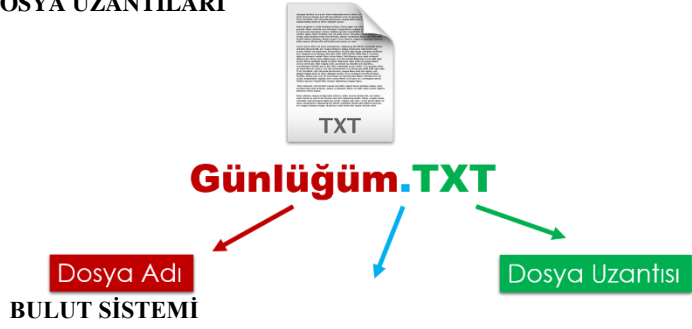 OSYA UZANTILARI
TXT
Günlüğüm.TXT
Dosya Adı
Dosya Uzantısı
BULUT SİSTEMİ